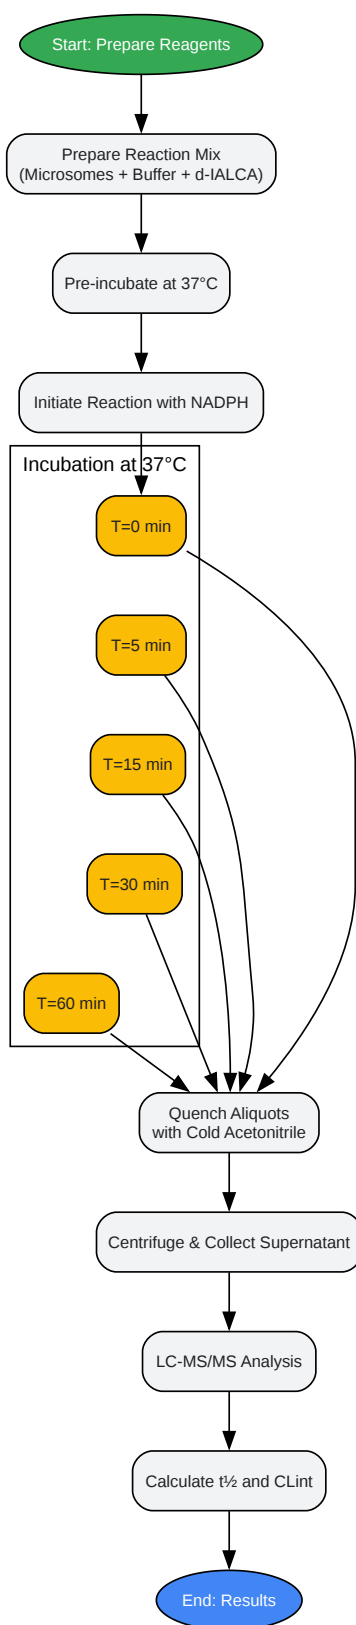 Start: Prepare Reagents
Prepare Reaction Mix
(Microsomes + Buffer + d-IALCA)
Pre-incubate at 37°C
Initiate Reaction with NADPH
Incubation at 37°C
T=0 min
T=5 min
T=15 min
T=30 min
T=60 min
Quench Aliquots
with Cold Acetonitrile
Centrifuge & Collect Supernatant
LC-MS/MS Analysis
Calculate t½ and CLint
End: Results